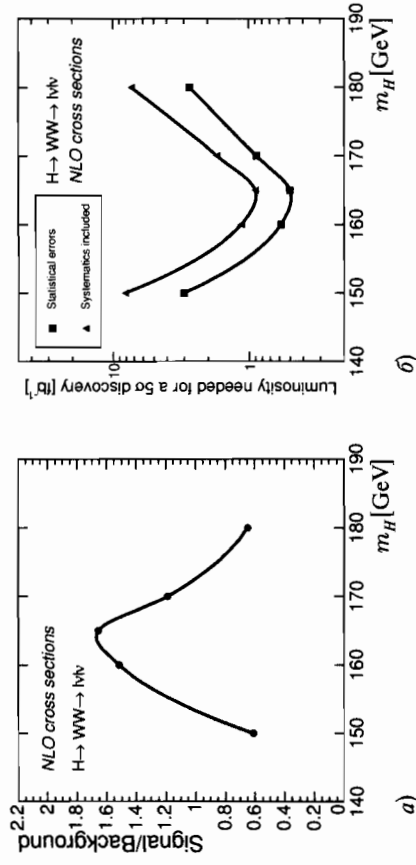 Signal/Background
2.2
2
1.8
1.6
1.4
1.2
1
0.8
0.6
0.4
0.2
0
NLO cross sections
H→ WW→ lνlν
140 150 160 170 180 190
m_H [GeV]
а)
Luminosity needed for a 5σ discovery [fb⁻¹]
10
1
Statistical errors
Systematics included
H→ WW→ lνlν
NLO cross sections
140 150 160 170 180 190
m_H [GeV]
б)